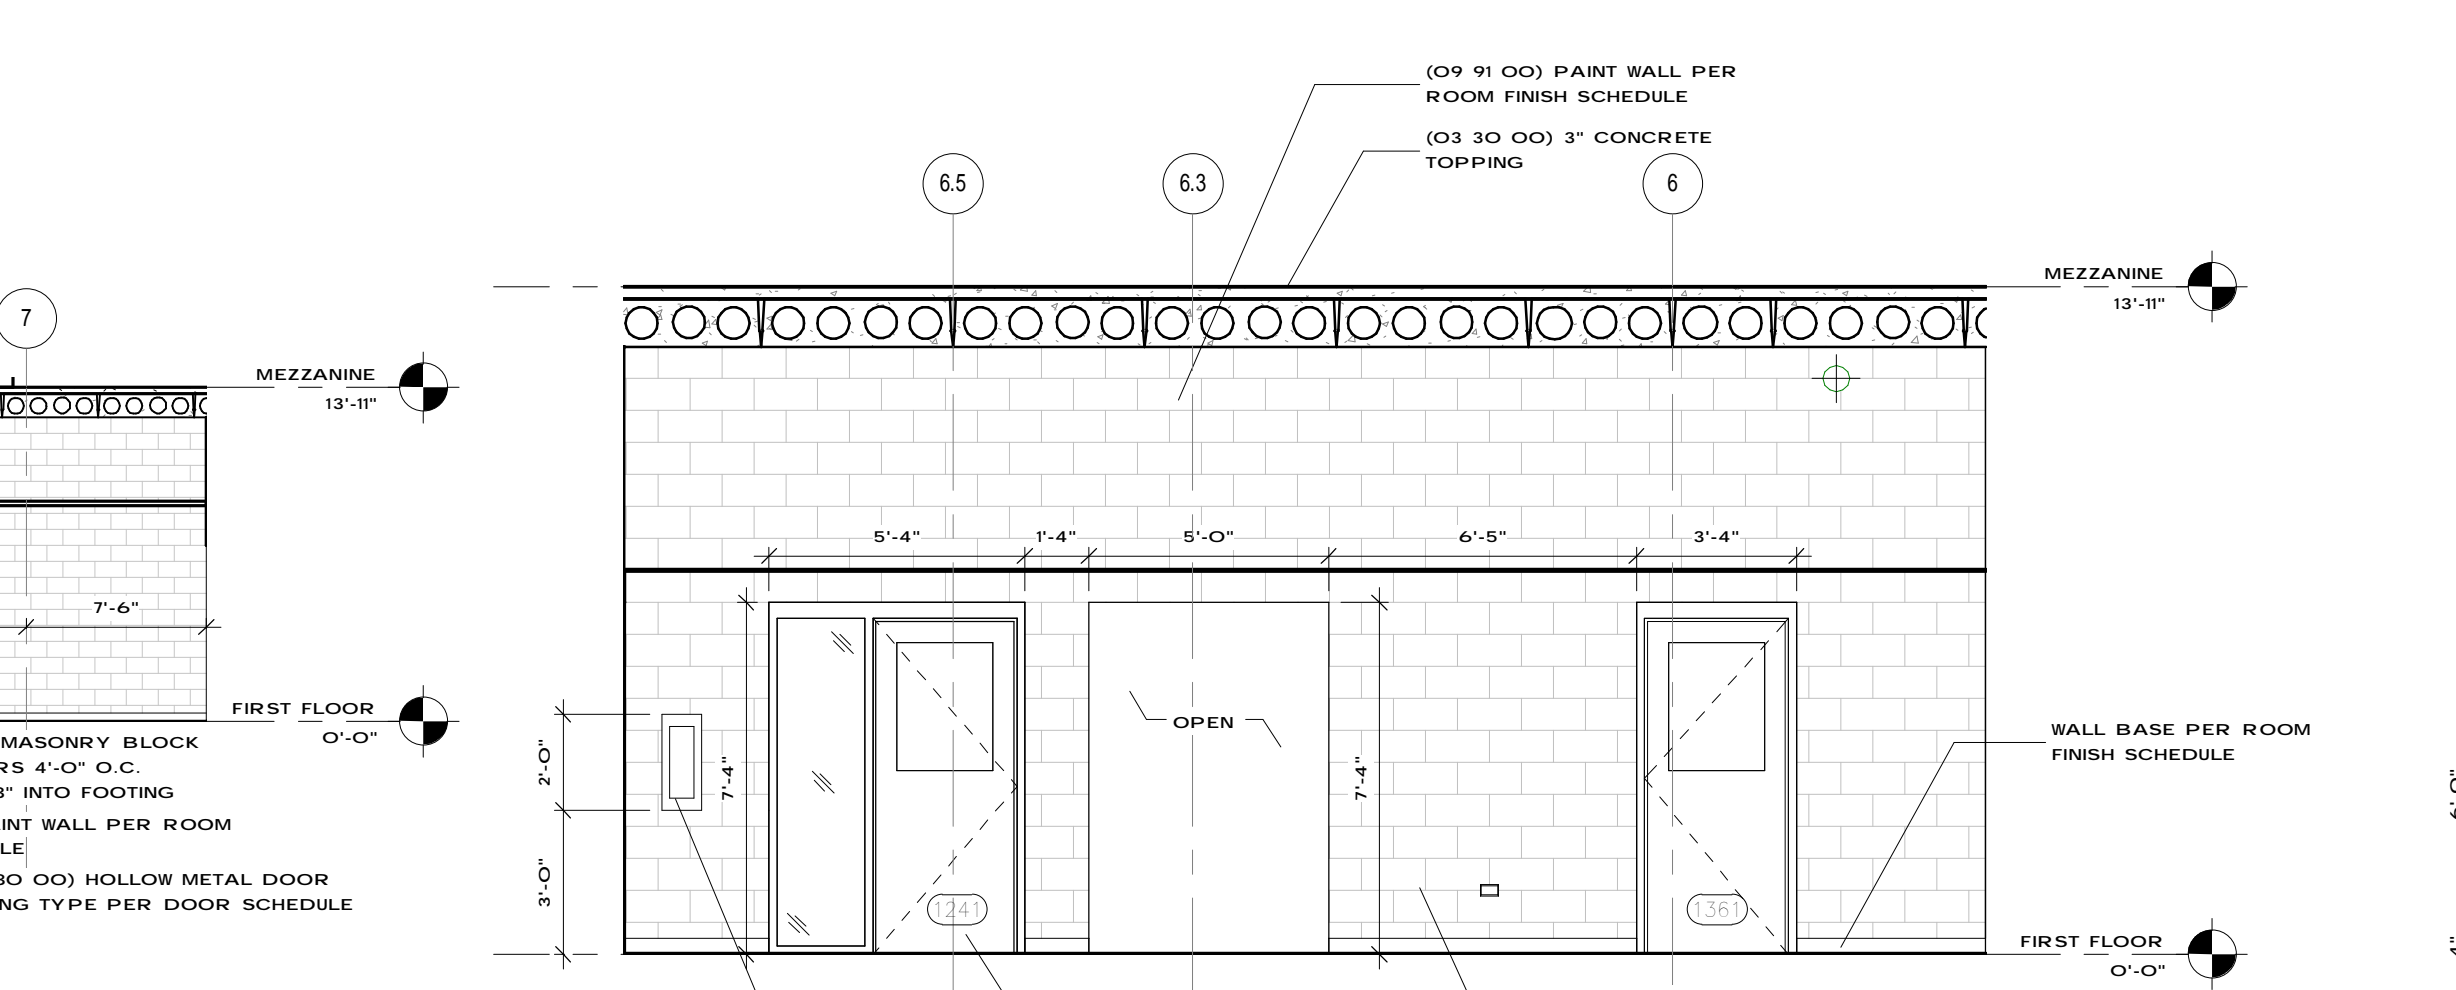 (09 91 00) PAINT WALL PER
ROOM FINISH SCHEDULE
(03 30 00) 3" CONCRETE
TOPPING
6.5
6.3
6
7
MEZZANINE
13'-11"
MEZZANINE
13'-11"
5'-4"
1'-4"
5'-0"
6'-5"
3'-4"
7'-6"
FIRST FLOOR
0'-0"
MASONRY BLOCK
RS 4'-0" O.C.
" INTO FOOTING
INT WALL PER ROOM
LE
30 00) HOLLOW METAL DOOR
NG TYPE PER DOOR SCHEDULE
2'-0"
3'-0"
7'-4"
OPEN
7'-4"
1241
1361
WALL BASE PER ROOM
FINISH SCHEDULE
FIRST FLOOR
0'-0"
6'-0"
4"